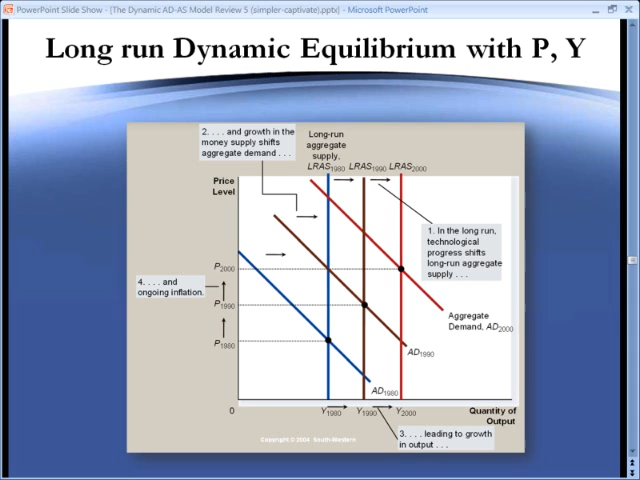 PowerPoint Slide Show - [The Dynamic AD-AS Model Review 5 (simpler-captivate).pptx] - Microsoft PowerPoint
Long run Dynamic Equilibrium with P, Y
2. . . . and growth in the
money supply shifts
aggregate demand . . .
Long-run
aggregate
supply,
LRAS1980 LRAS1990 LRAS2000
Price
Level
1. In the long run,
technological
progress shifts
long-run aggregate
supply . . .
4. . . . and
ongoing inflation.
P2000
P1990
P1980
Aggregate
Demand, AD2000
AD1990
AD1980
0
Y1980
Y1990
Y2000
Quantity of
Output
3. . . . leading to growth
in output . . .
Copyright © 2004 South-Western